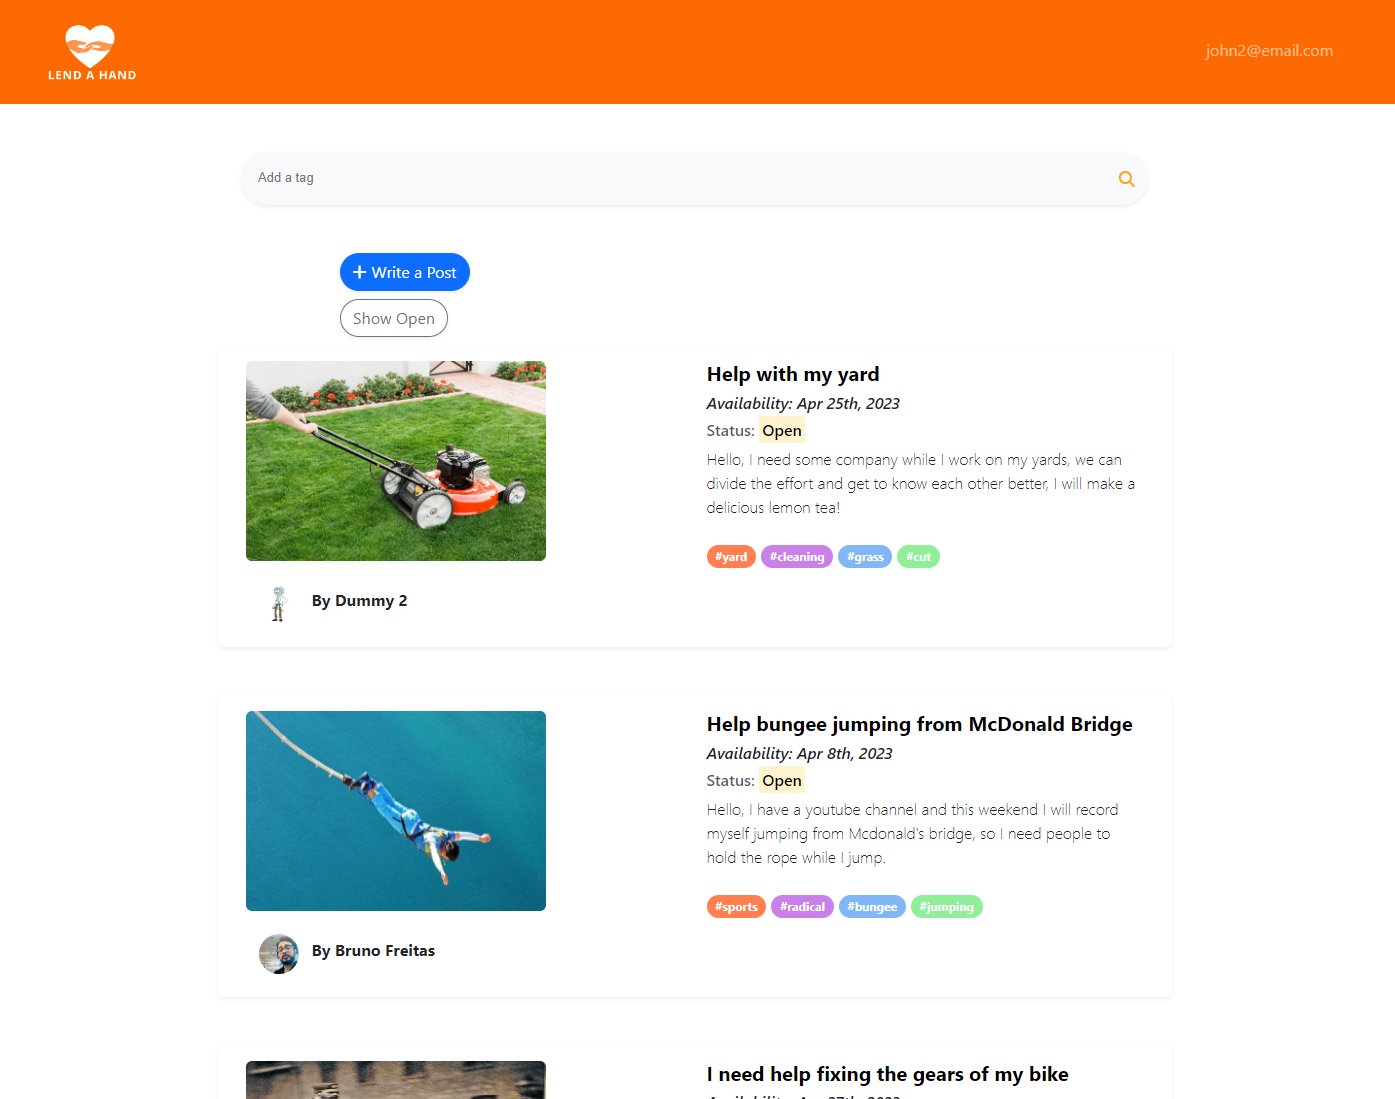 LEND A HAND
john2@email.com
Add a tag
Write a Post
Show Open
Help with my yard
Availability: Apr 25th, 2023
Status: Open
Hello, I need some company while I work on my yards, we can
divide the effort and get to know each other better, I will make a
delicious lemon tea!
#yard #cleaning #grass #cut
By Dummy 2
Help bungee jumping from McDonald Bridge
Availability: Apr 8th, 2023
Status: Open
Hello, I have a youtube channel and this weekend I will record
myself jumping from Mcdonald's bridge, so I need people to
hold the rope while I jump.
#sports #radical #bungee #jumping
By Bruno Freitas
I need help fixing the gears of my bike